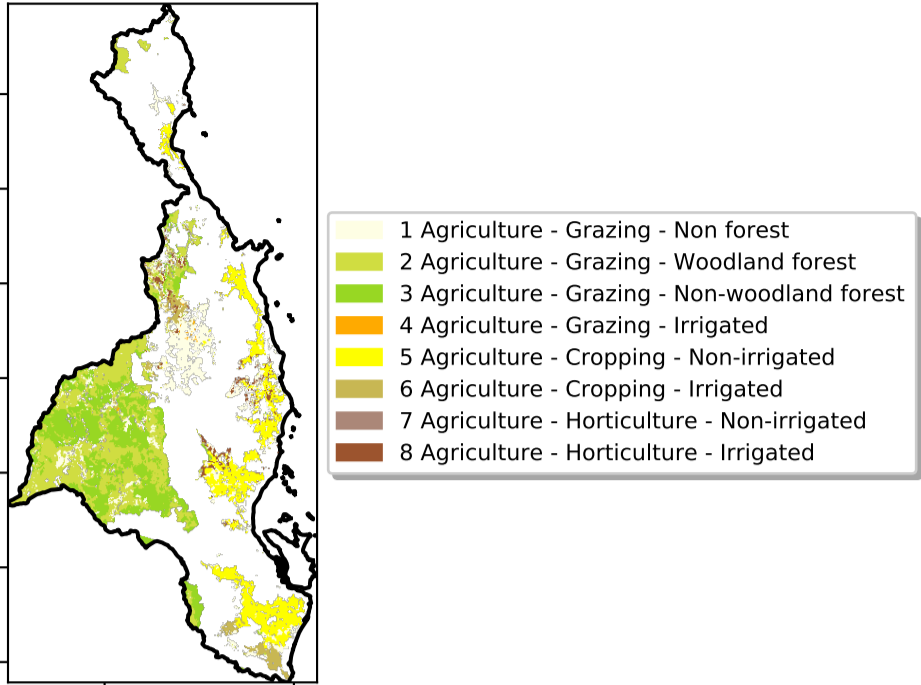 1 Agriculture - Grazing - Non forest
2 Agriculture - Grazing - Woodland forest
3 Agriculture - Grazing - Non-woodland forest
4 Agriculture - Grazing - Irrigated
5 Agriculture - Cropping - Non-irrigated
6 Agriculture - Cropping - Irrigated
7 Agriculture - Horticulture - Non-irrigated
8 Agriculture - Horticulture - Irrigated